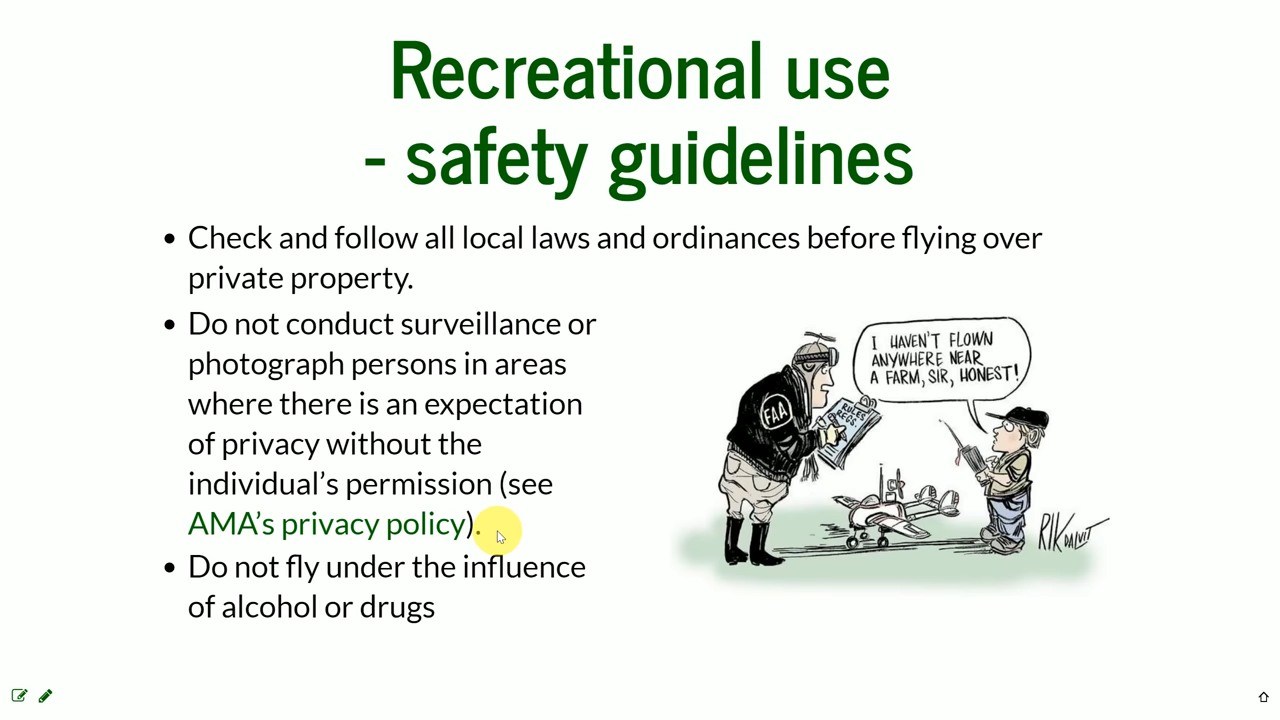 Recreational use
- safety guidelines
• Check and follow all local laws and ordinances before flying over
private property.
• Do not conduct surveillance or
photograph persons in areas
where there is an expectation
of privacy without the
individual’s permission (see
AMA’s privacy policy).
• Do not fly under the influence
of alcohol or drugs
I HAVEN'T FLOWN
ANYWHERE NEAR
A FARM, SIR, HONEST!
FAA
RULES
REGS.
RIK DALVIT